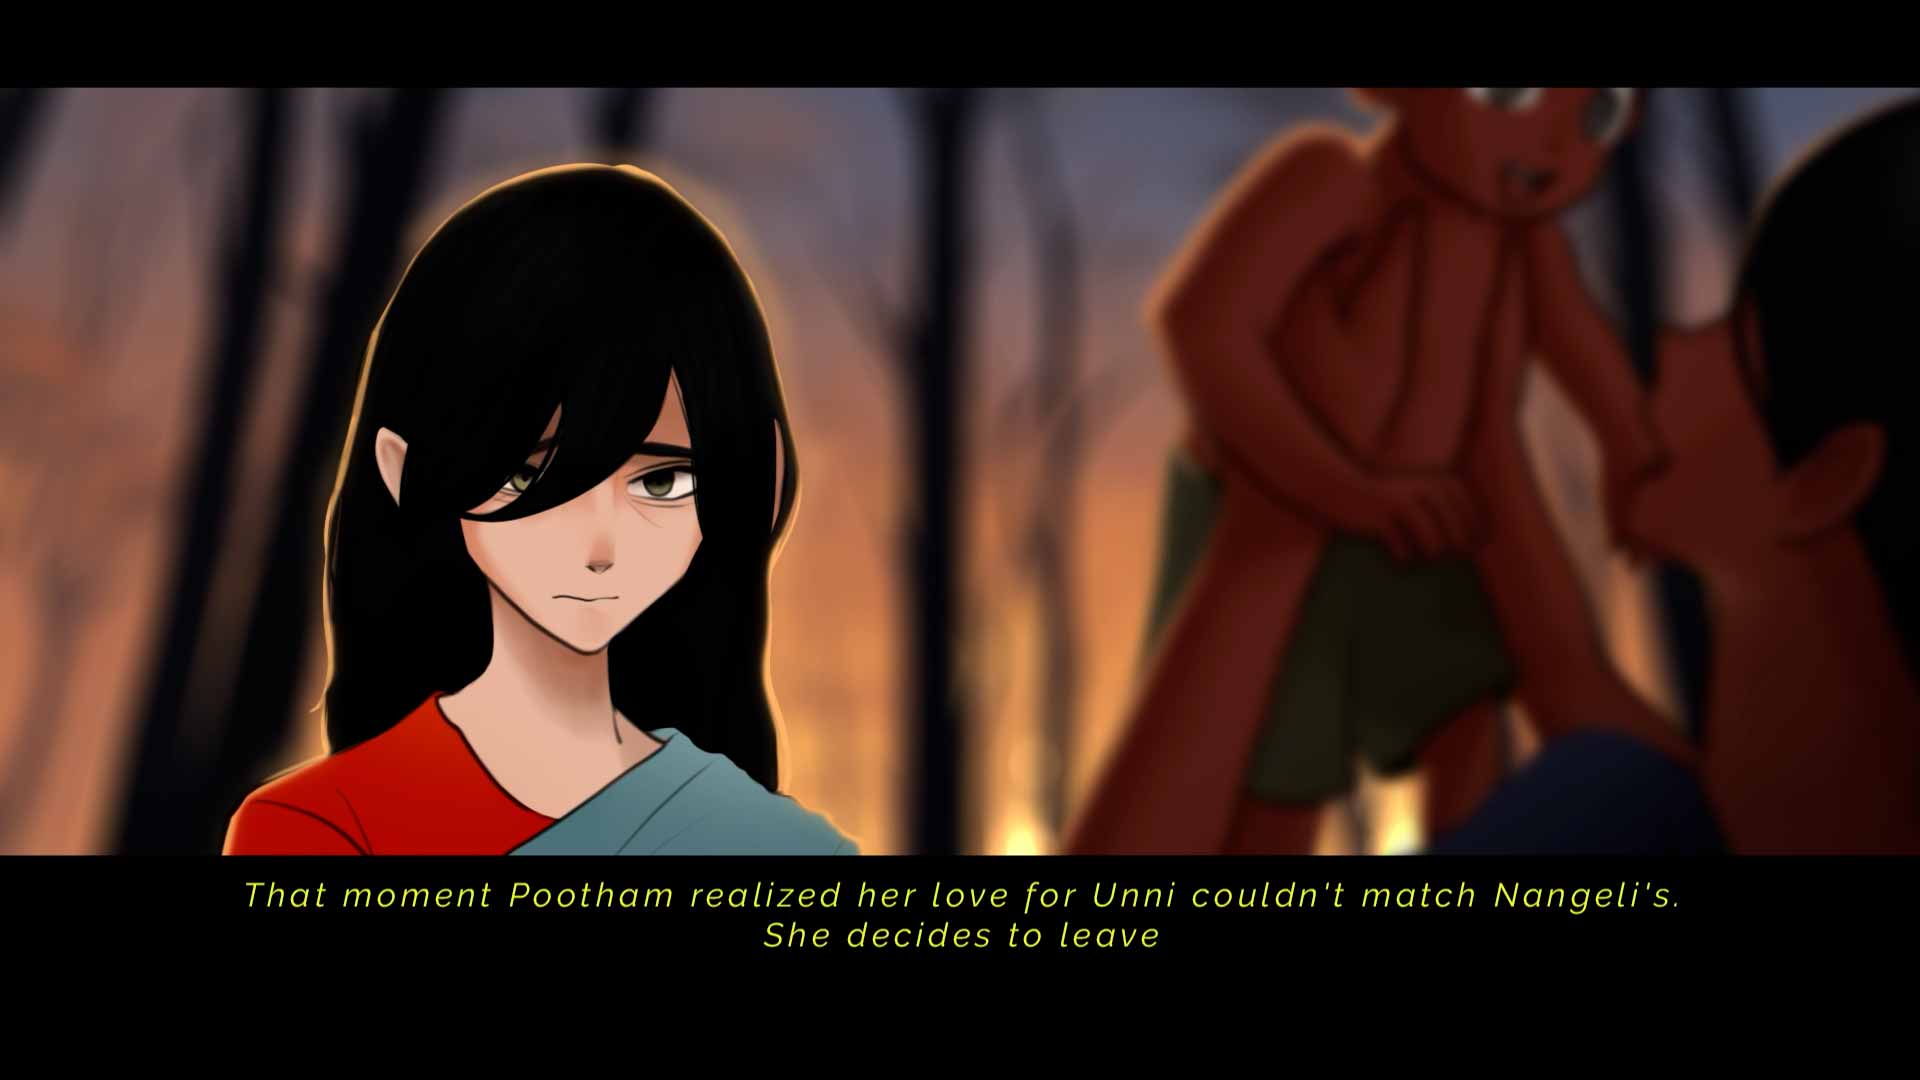 That moment Pootham realized her love for Unni couldn't match Nangeli's.
She decides to leave